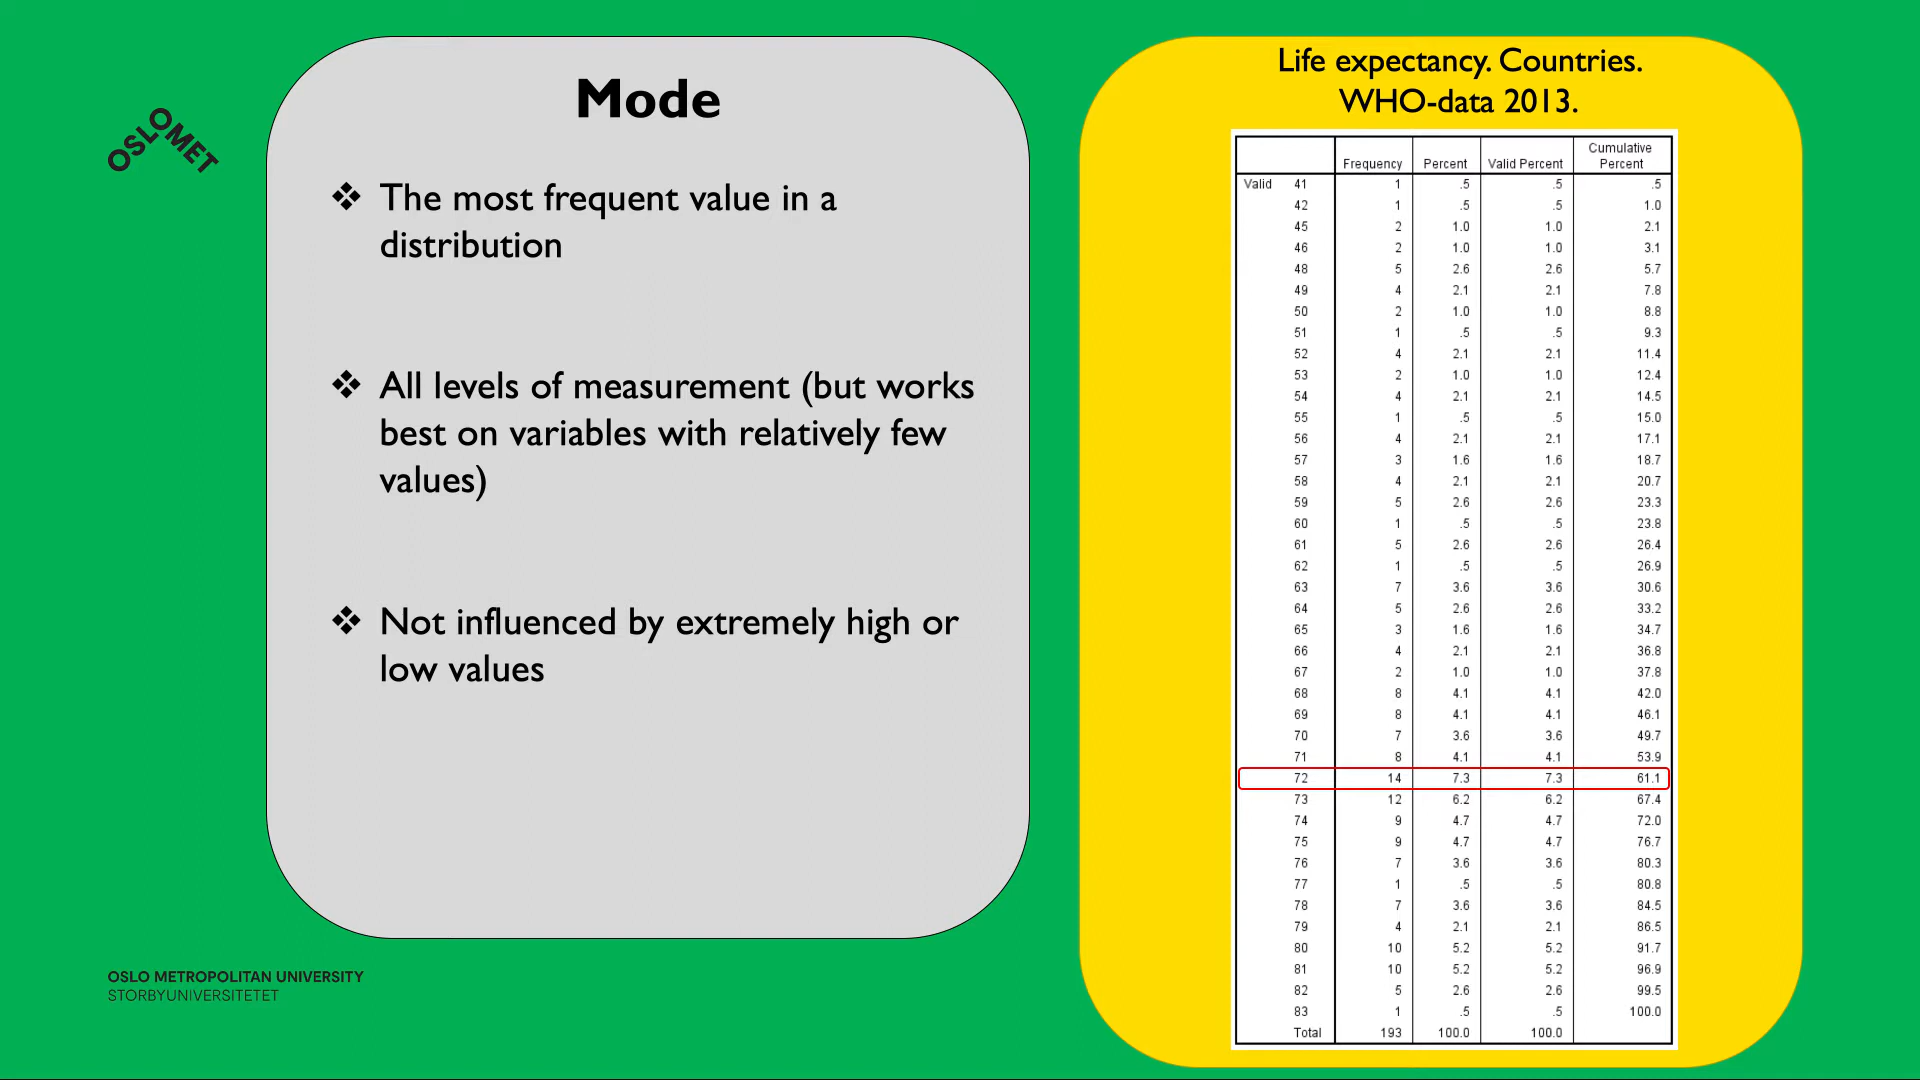 OSLOMET
Mode
❖ The most frequent value in a
distribution
❖ All levels of measurement (but works
best on variables with relatively few
values)
❖ Not influenced by extremely high or
low values
OSLO METROPOLITAN UNIVERSITY
STORBYUNIVERSITETET
Life expectancy. Countries.
WHO-data 2013.
Frequency Percent Valid Percent Cumulative Percent
Valid 41 1 .5 .5 .5
42 1 .5 .5 1.0
45 2 1.0 1.0 2.1
46 2 1.0 1.0 3.1
48 5 2.6 2.6 5.7
49 4 2.1 2.1 7.8
50 2 1.0 1.0 8.8
51 1 .5 .5 9.3
52 4 2.1 2.1 11.4
53 2 1.0 1.0 12.4
54 4 2.1 2.1 14.5
55 1 .5 .5 15.0
56 4 2.1 2.1 17.1
57 3 1.6 1.6 18.7
58 4 2.1 2.1 20.7
59 5 2.6 2.6 23.3
60 1 .5 .5 23.8
61 5 2.6 2.6 26.4
62 1 .5 .5 26.9
63 7 3.6 3.6 30.6
64 5 2.6 2.6 33.2
65 3 1.6 1.6 34.7
66 4 2.1 2.1 36.8
67 2 1.0 1.0 37.8
68 8 4.1 4.1 42.0
69 8 4.1 4.1 46.1
70 7 3.6 3.6 49.7
71 8 4.1 4.1 53.9
72 14 7.3 7.3 61.1
73 12 6.2 6.2 67.4
74 9 4.7 4.7 72.0
75 9 4.7 4.7 76.7
76 7 3.6 3.6 80.3
77 1 .5 .5 80.8
78 7 3.6 3.6 84.5
79 4 2.1 2.1 86.5
80 10 5.2 5.2 91.7
81 10 5.2 5.2 96.9
82 5 2.6 2.6 99.5
83 1 .5 .5 100.0
Total 193 100.0 100.0